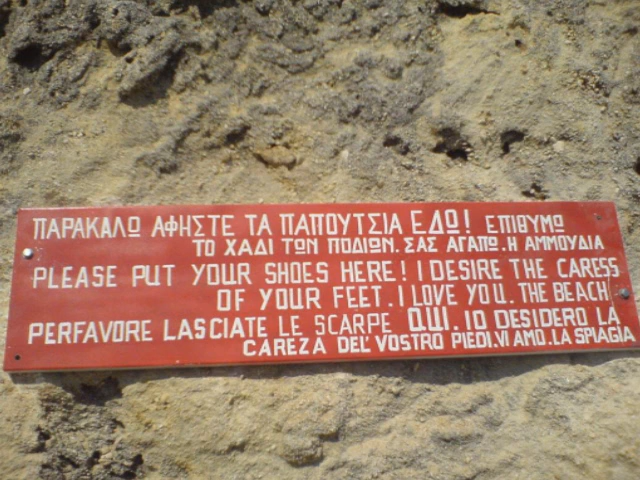 ΠΑΡΑΚΑΛΩ ΑΦΗΣΤΕ ΤΑ ΠΑΠΟΥΤΣΙΑ ΕΔΩ! ΕΠΙΘΥΜΩ
ΤΟ ΧΑΔΙ ΤΩΝ ΠΟΔΙΩΝ. ΣΑΣ ΑΓΑΠΩ. Η ΑΜΜΟΥΔΙΑ
PLEASE PUT YOUR SHOES HERE! I DESIRE THE CARESS
OF YOUR FEET. I LOVE YOU. THE BEACH
PERFAVORE LASCIATE LE SCARPE QUI. IO DESIDERO LA
CAREZA DEL'VOSTRO PIEDI. VI AMO. LA SPIAGIA